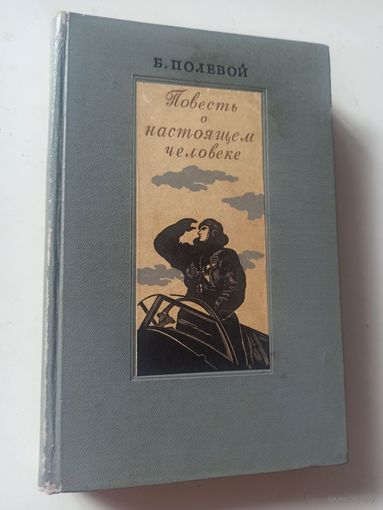 Б. ПОЛЕВОЙ
Повесть
о
настоящем
человеке